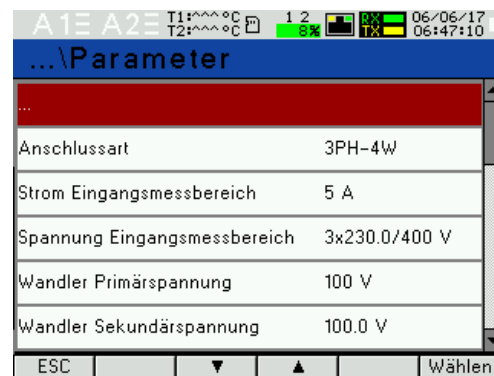 A1 A2 T1:^^^°C 1 2 RX 06/06/17
T2:^^^°C 8% TX 06:47:10
...\Parameter
...
Anschlussart 3PH-4W
Strom Eingangsmessbereich 5 A
Spannung Eingangsmessbereich 3x230.0/400 V
Wandler Primärspannung 100 V
Wandler Sekundärspannung 100.0 V
ESC ▼ ▲ Wählen